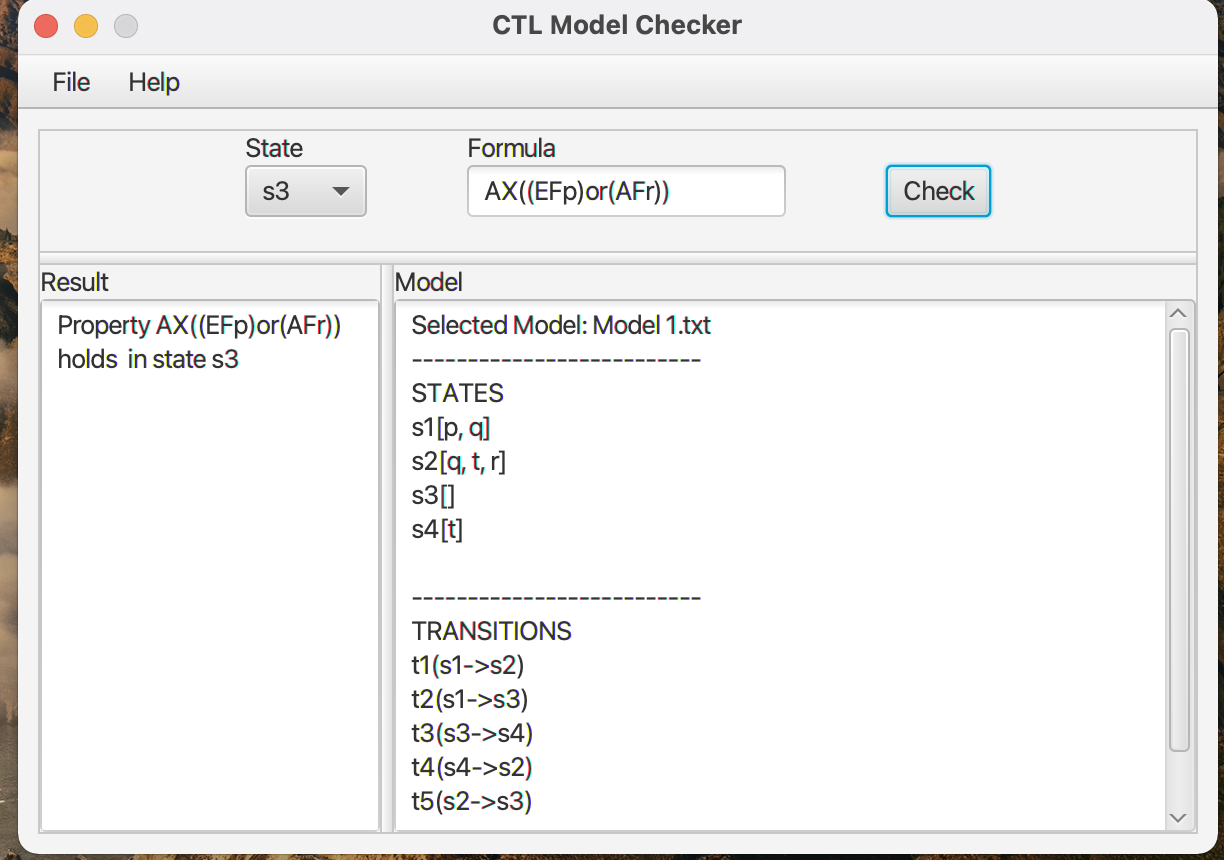 CTL Model Checker
File Help
State Formula
s3 AX((EFp)or(AFr)) Check
Result
Property AX((EFp)or(AFr))
holds  in state s3
Model
Selected Model: Model 1.txt
--------------------------
STATES
s1[p, q]
s2[q, t, r]
s3[]
s4[t]
--------------------------
TRANSITIONS
t1(s1->s2)
t2(s1->s3)
t3(s3->s4)
t4(s4->s2)
t5(s2->s3)